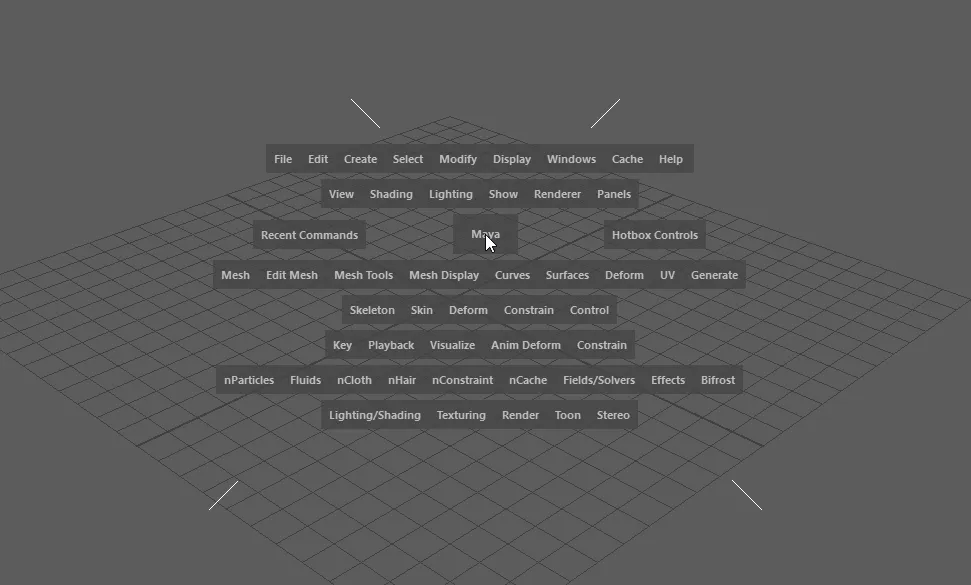 File Edit Create Select Modify Display Windows Cache Help
View Shading Lighting Show Renderer Panels
Recent Commands Maya Hotbox Controls
Mesh Edit Mesh Mesh Tools Mesh Display Curves Surfaces Deform UV Generate
Skeleton Skin Deform Constrain Control
Key Playback Visualize Anim Deform Constrain
nParticles Fluids nCloth nHair nConstraint nCache Fields/Solvers Effects Bifrost
Lighting/Shading Texturing Render Toon Stereo